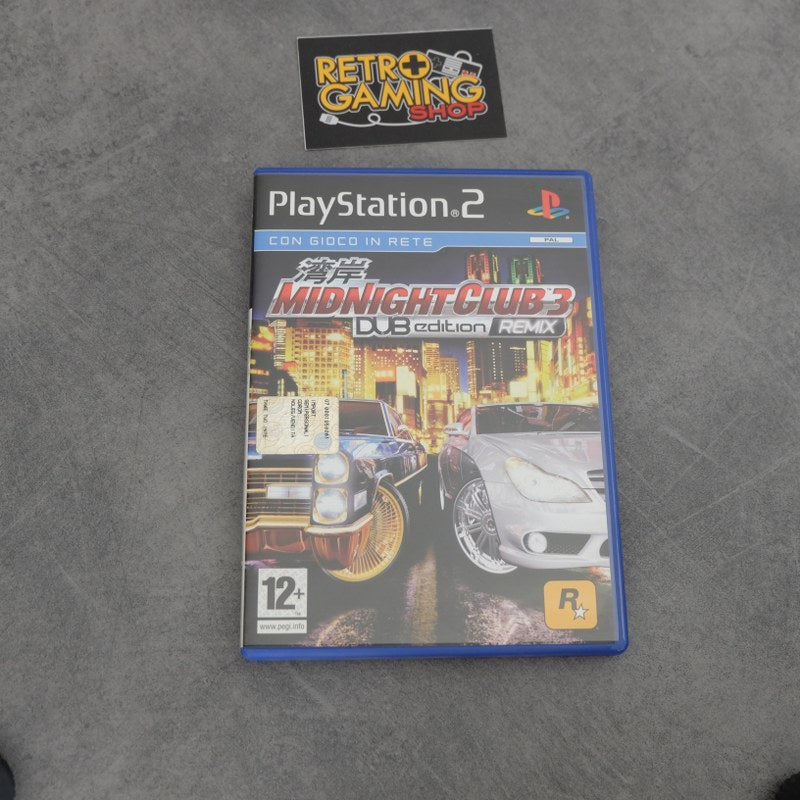 RETRO
GAMING
SHOP
PlayStation®2
CON GIOCO IN RETE
PAL
湾岸
MIDNIGHT CLUB 3™
DUB edition REMIX
12+
www.pegi.info
R